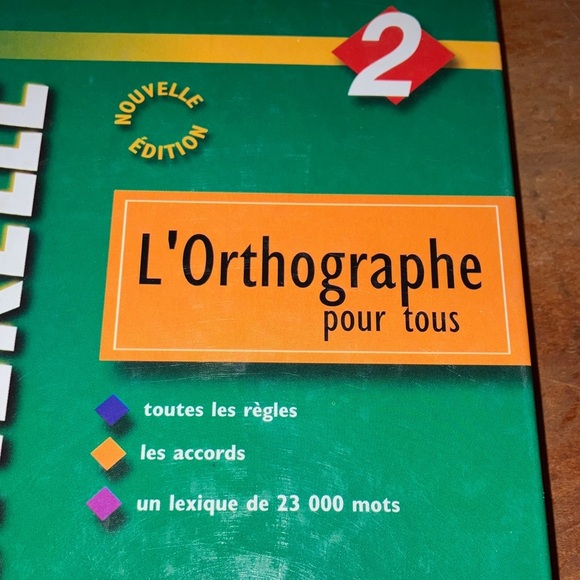 2
NOUVELLE
ÉDITION
L'Orthographe
pour tous
toutes les règles
les accords
un lexique de 23 000 mots